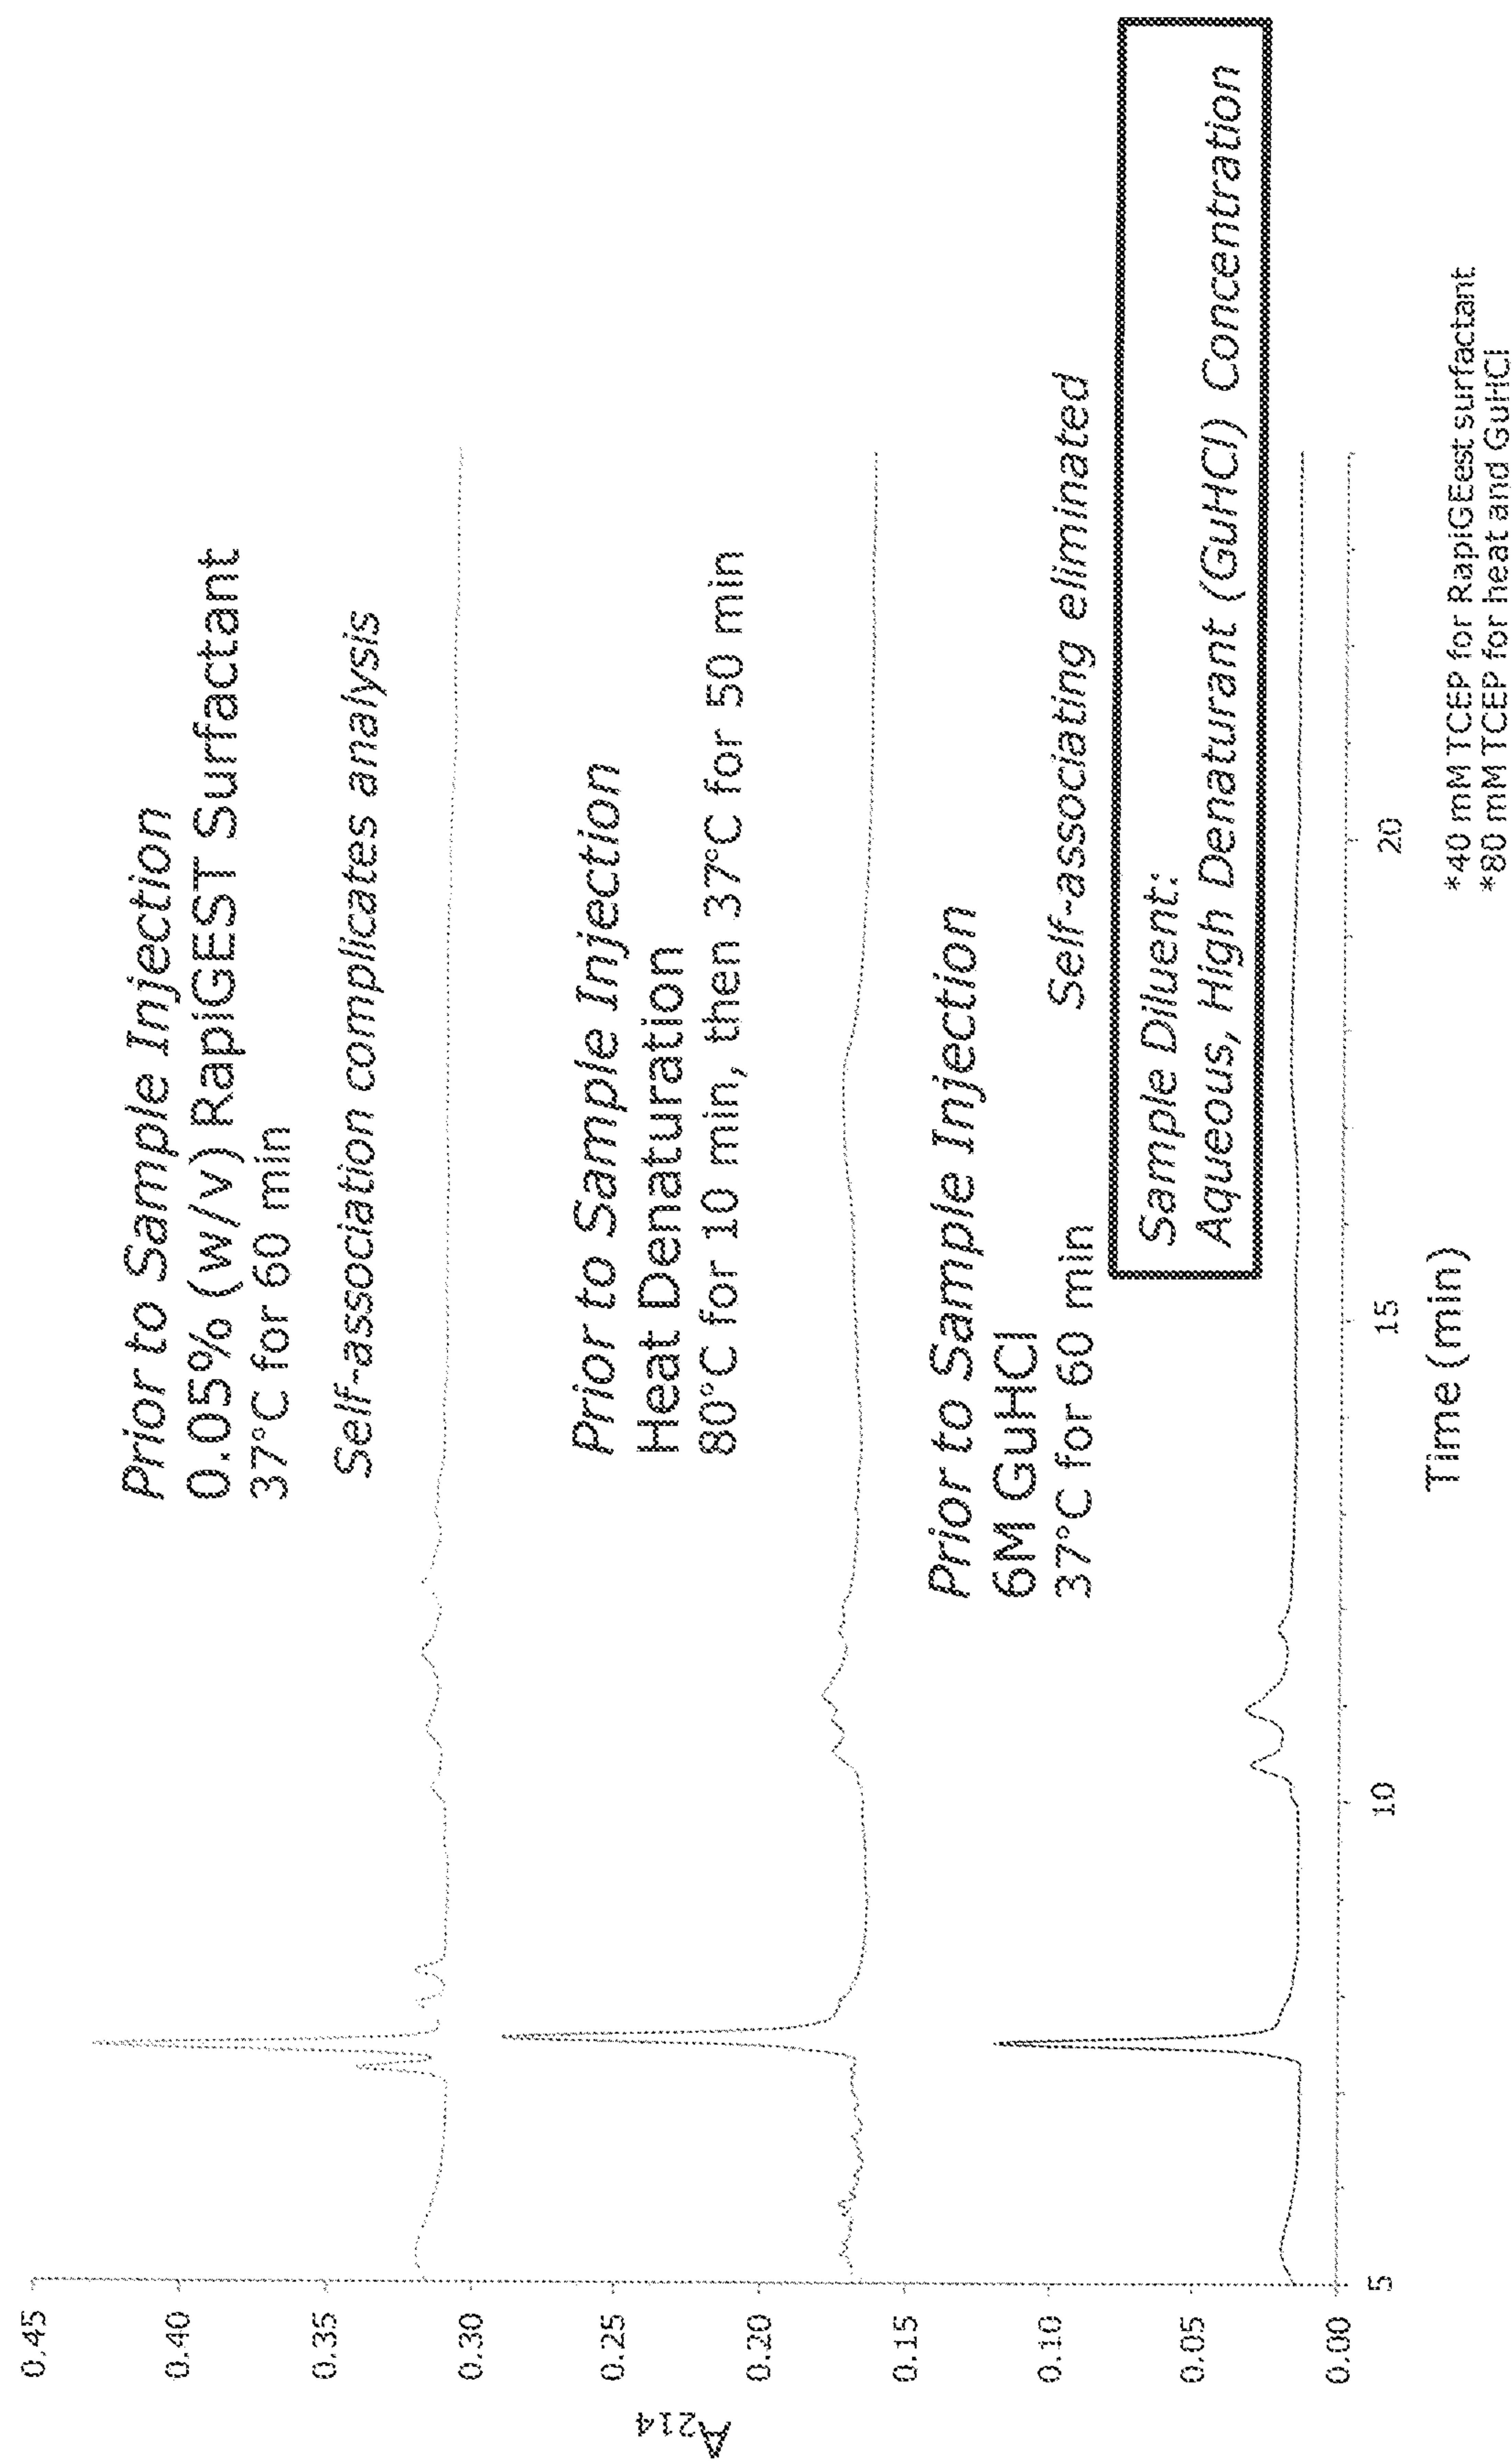 Prior to Sample Injection
0.05% (w/v) RapiGEST Surfactant
37°C for 60 min
Self-association complicates analysis
Prior to Sample Injection
Heat Denaturation
80°C for 10 min, then 37°C for 50 min
Prior to Sample Injection
6M GuHCl
37°C for 60 min
Self-associating eliminated
Sample Diluent:
Aqueous, High Denaturant (GuHCl) Concentration
A214
0.45
0.40
0.35
0.30
0.25
0.20
0.15
0.10
0.05
0.00
5
10
15
20
Time (min)
*40 mM TCEP for RapiGEest surfactant
*80 mM TCEP for heat and GuHCl